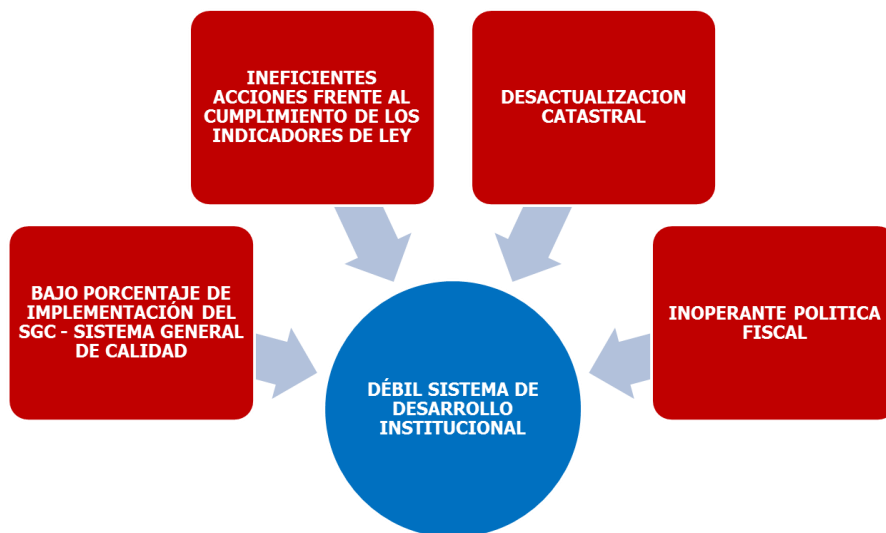 INEFICIENTES
ACCIONES FRENTE AL
CUMPLIMIENTO DE LOS
INDICADORES DE LEY
DESACTUALIZACION
CATASTRAL
BAJO PORCENTAJE DE
IMPLEMENTACIÓN DEL
SGC - SISTEMA GENERAL
DE CALIDAD
INOPERANTE POLITICA
FISCAL
DÉBIL SISTEMA DE
DESARROLLO
INSTITUCIONAL